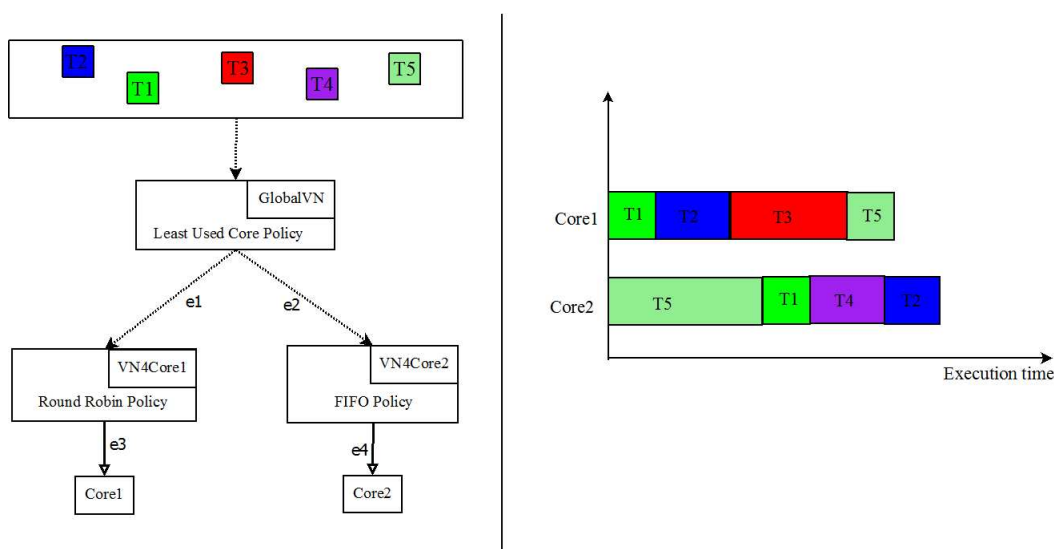 T2
T1
T3
T4
T5
GlobalVN
Least Used Core Policy
e1
e2
VN4Core1
Round Robin Policy
VN4Core2
FIFO Policy
e3
e4
Core1
Core2
Core1
T1
T2
T3
T5
Core2
T5
T1
T4
T2
Execution time